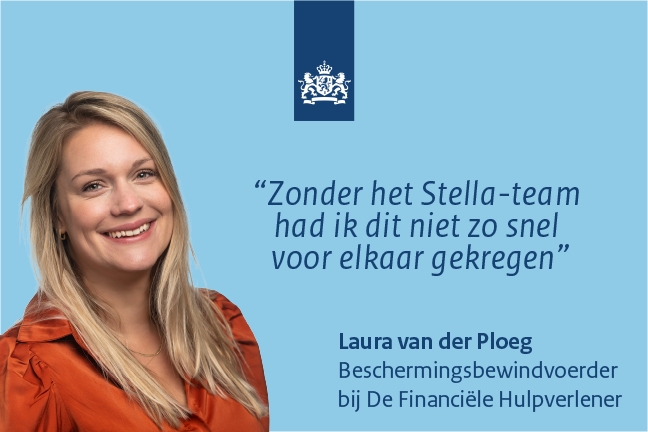 “Zonder het Stella-team
had ik dit niet zo snel
voor elkaar gekregen”
Laura van der Ploeg
Beschermingsbewindvoerder
bij De Financiële Hulpverlener